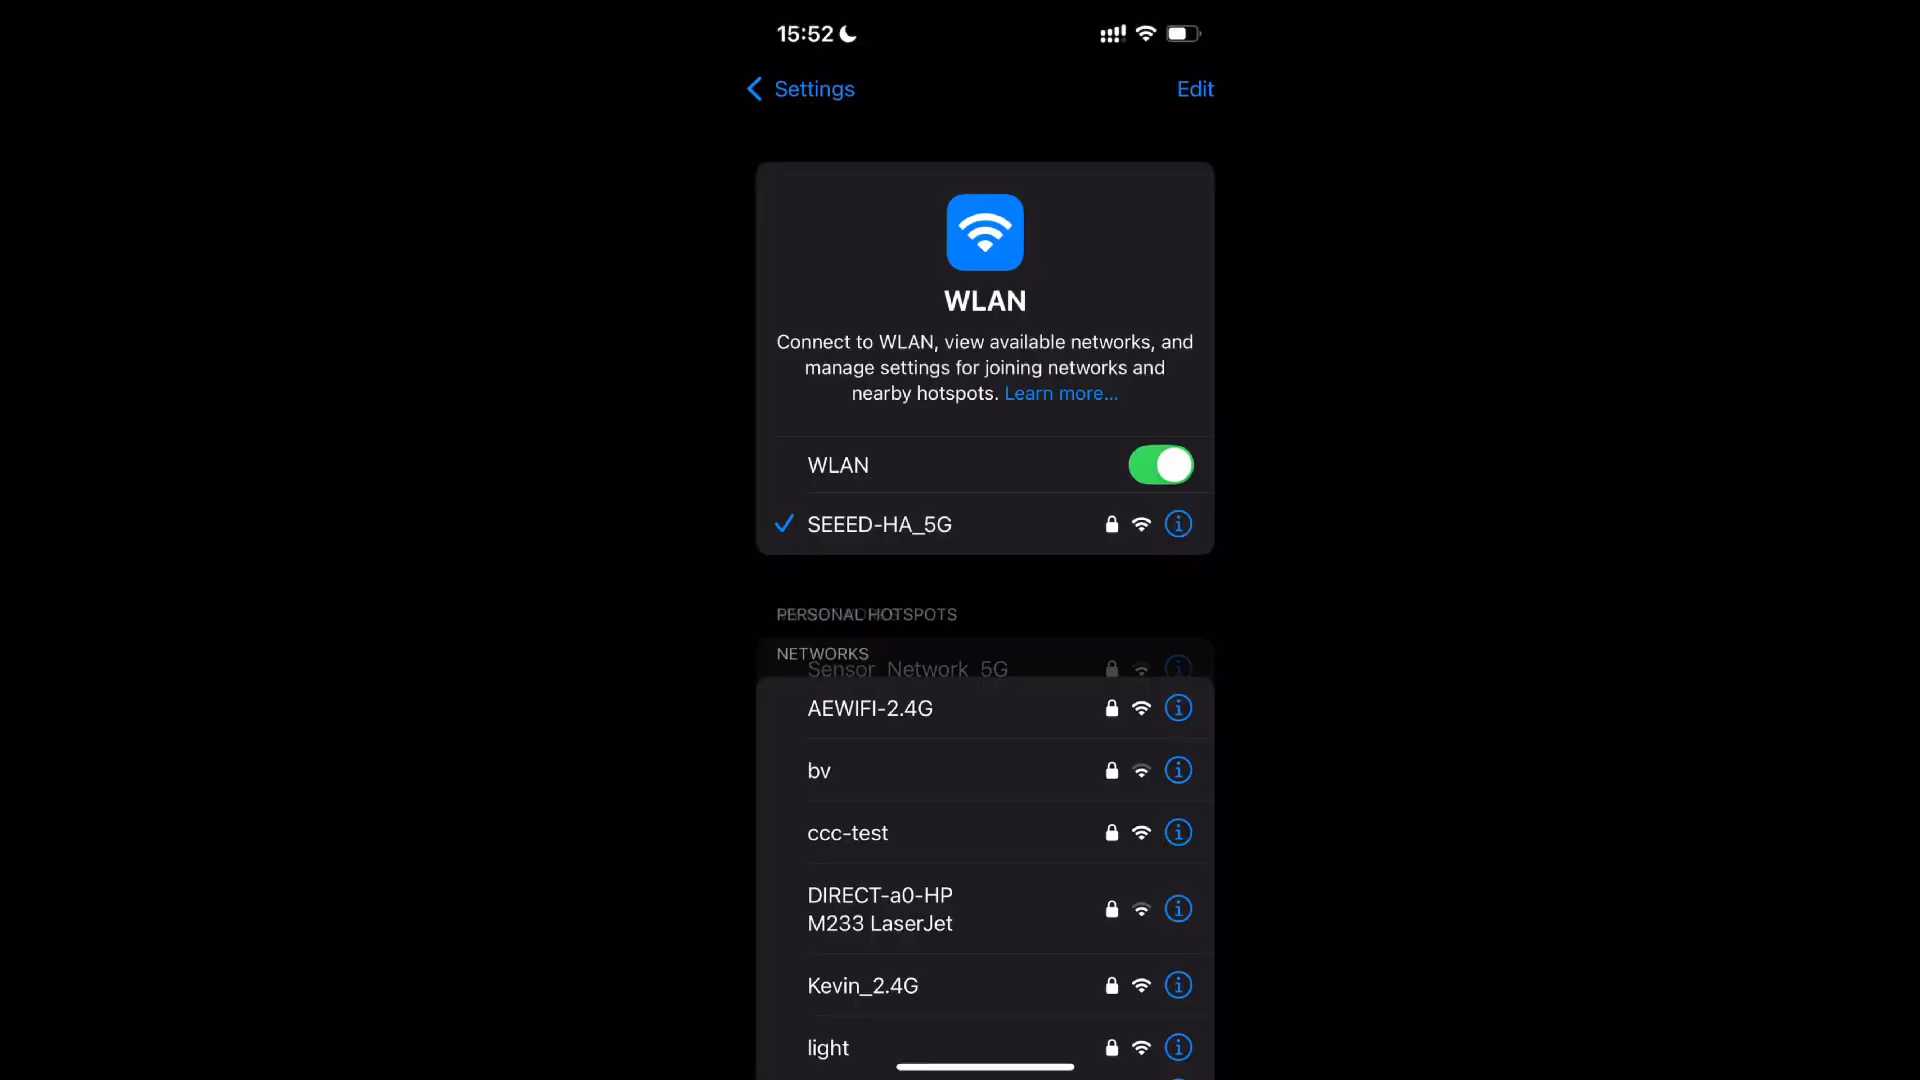 15:52
Settings
Edit
WLAN
Connect to WLAN, view available networks, and
manage settings for joining networks and
nearby hotspots. Learn more...
WLAN
SEEED-HA_5G
PERSONAL HOTSPOTS
NETWORKS
Sensor_Network_5G
AEWIFI-2.4G
bv
ccc-test
DIRECT-a0-HP
M233 LaserJet
Kevin_2.4G
light